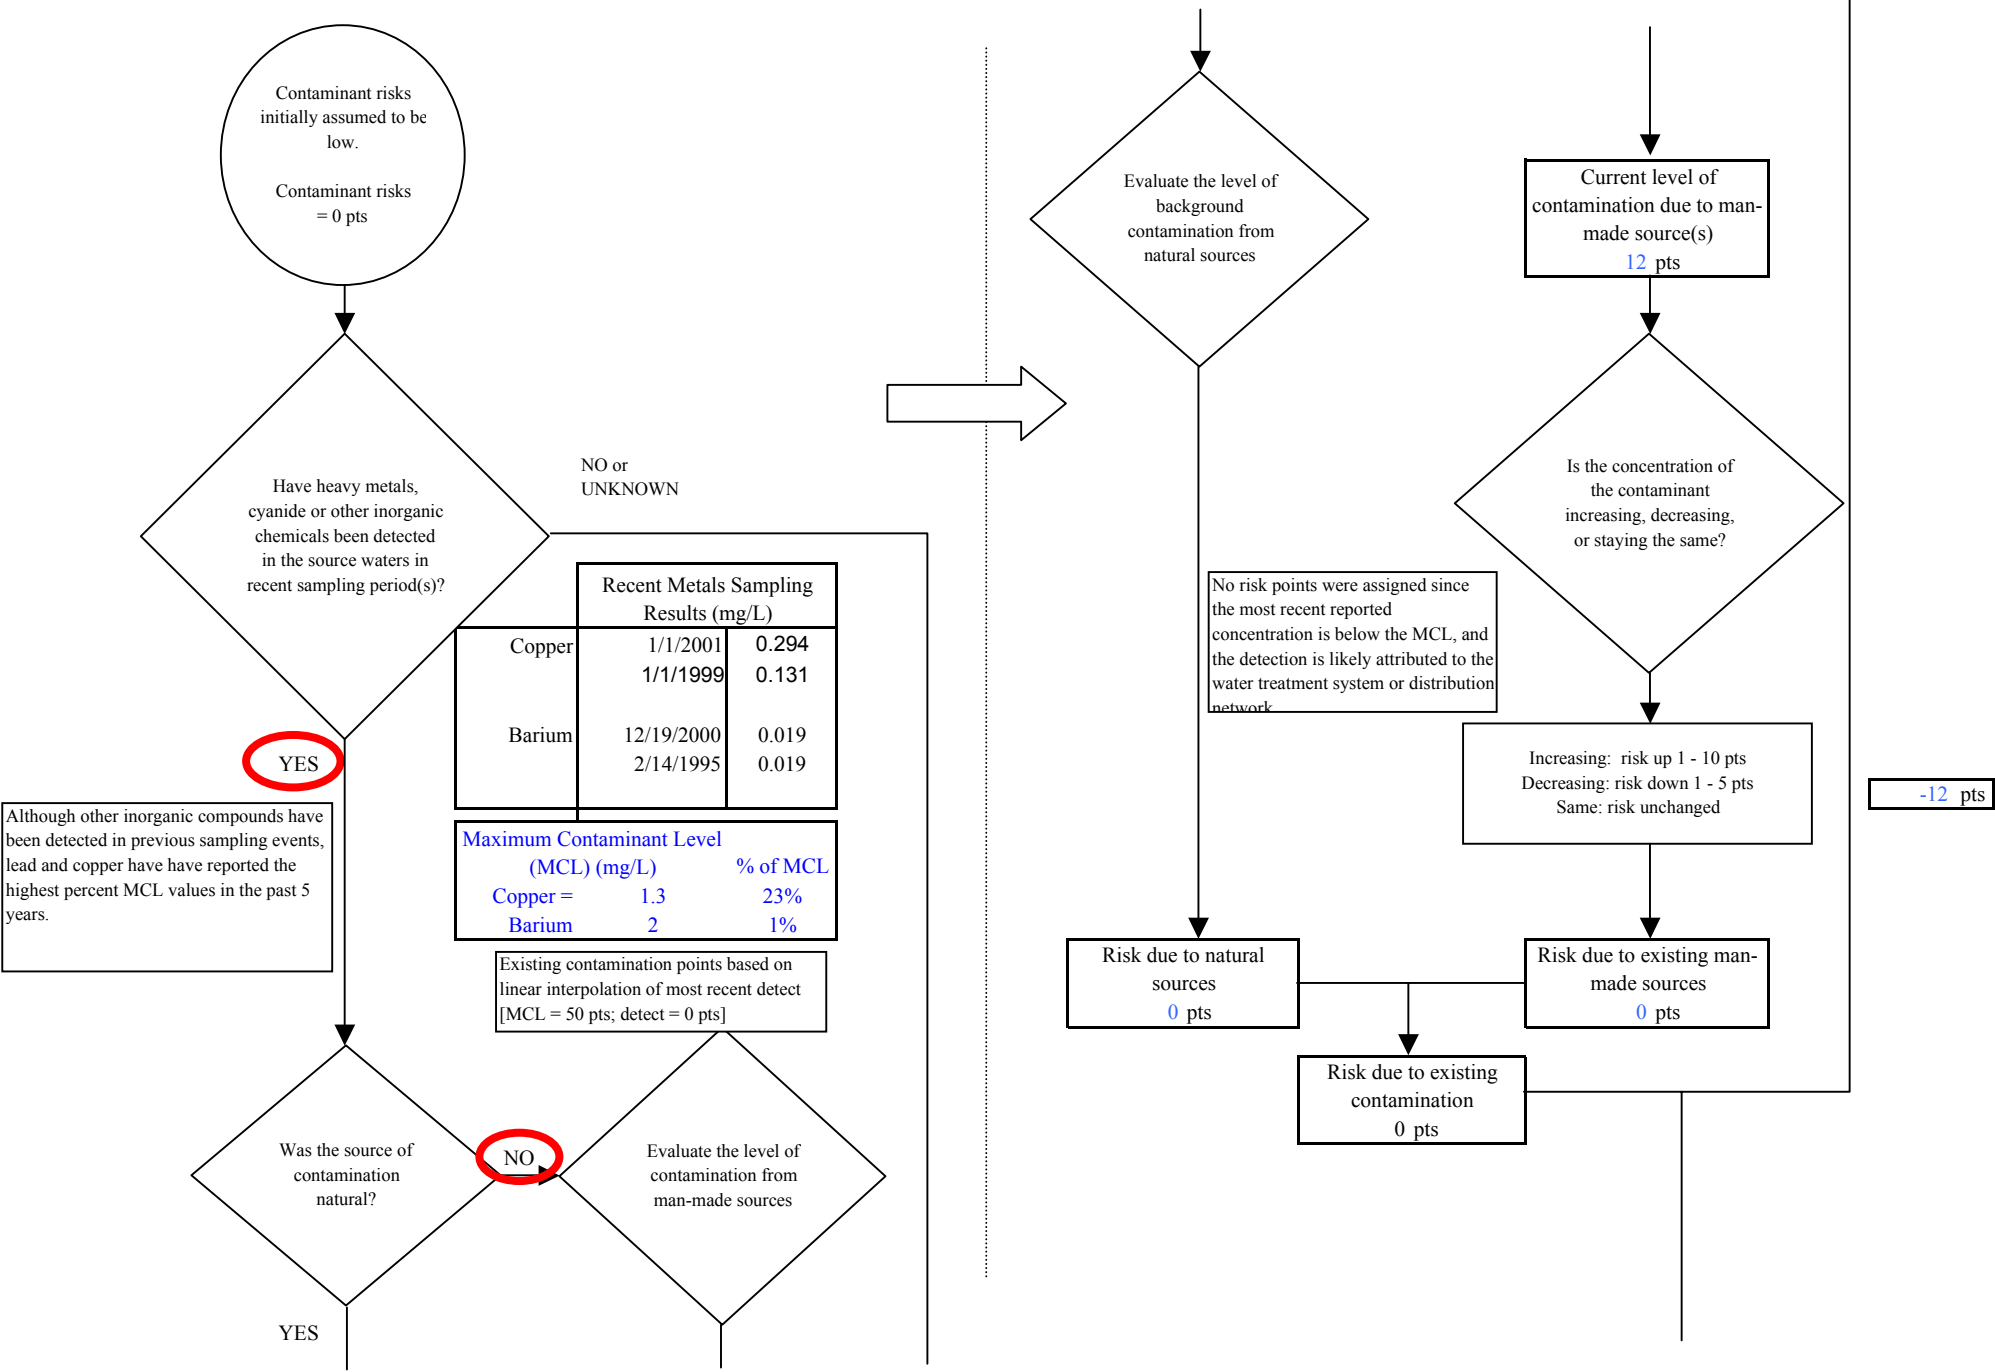 Contaminant risks
initially assumed to be
low.
Contaminant risks
= 0 pts
Have heavy metals,
cyanide or other inorganic
chemicals been detected
in the source waters in
recent sampling period(s)?
NO or
UNKNOWN
YES
Although other inorganic compounds have
been detected in previous sampling events,
lead and copper have have reported the
highest percent MCL values in the past 5
years.
Recent Metals Sampling
Results (mg/L)
Copper 1/1/2001 0.294
1/1/1999 0.131
Barium 12/19/2000 0.019
2/14/1995 0.019
Maximum Contaminant Level
(MCL) (mg/L) % of MCL
Copper = 1.3 23%
Barium 2 1%
Existing contamination points based on
linear interpolation of most recent detect
[MCL = 50 pts; detect = 0 pts]
Was the source of
contamination
natural?
NO
Evaluate the level of
contamination from
man-made sources
YES
Evaluate the level of
background
contamination from
natural sources
No risk points were assigned since
the most recent reported
concentration is below the MCL, and
the detection is likely attributed to the
water treatment system or distribution
network
Current level of
contamination due to man-
made source(s)
12 pts
Is the concentration of
the contaminant
increasing, decreasing,
or staying the same?
Increasing: risk up 1 - 10 pts
Decreasing: risk down 1 - 5 pts
Same: risk unchanged
-12 pts
Risk due to natural
sources
0 pts
Risk due to existing man-
made sources
0 pts
Risk due to existing
contamination
0 pts